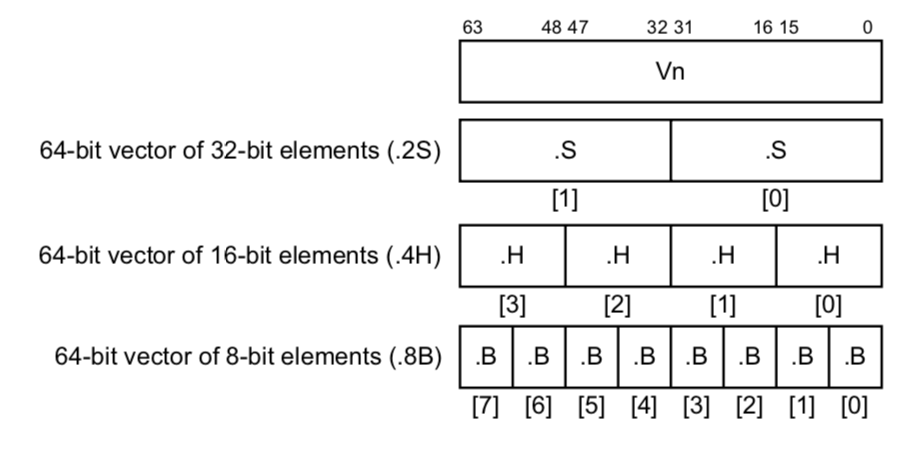 63 48 47 32 31 16 15 0
Vn
64-bit vector of 32-bit elements (.2S) .S .S
[1] [0]
64-bit vector of 16-bit elements (.4H) .H .H .H .H
[3] [2] [1] [0]
64-bit vector of 8-bit elements (.8B) .B .B .B .B .B .B .B .B
[7] [6] [5] [4] [3] [2] [1] [0]